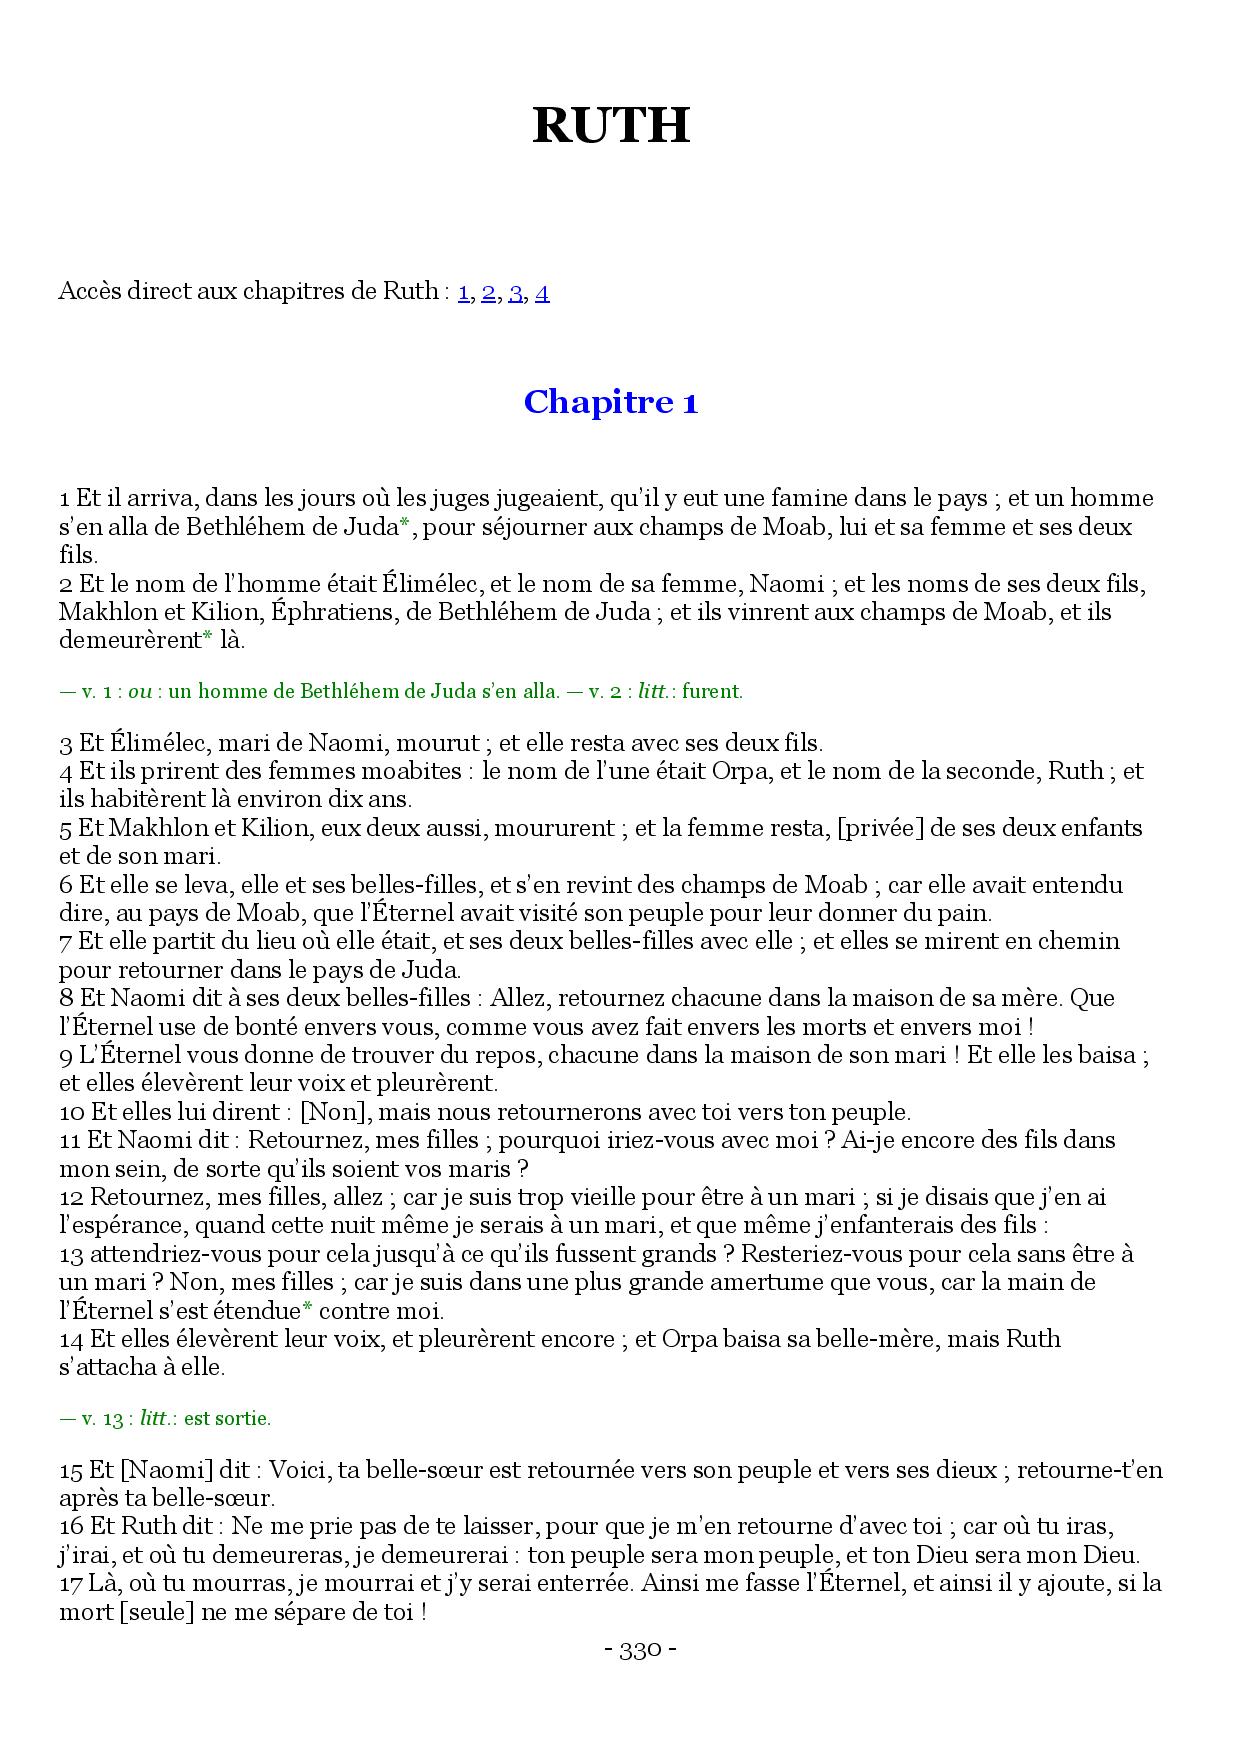 RUTH
Accès direct aux chapitres de Ruth : 1, 2, 3, 4
Chapitre 1
1 Et il arriva, dans les jours où les juges jugeaient, qu’il y eut une famine dans le pays ; et un homme
s’en alla de Bethléhem de Juda*, pour séjourner aux champs de Moab, lui et sa femme et ses deux
fils.
2 Et le nom de l’homme était Élimélec, et le nom de sa femme, Naomi ; et les noms de ses deux fils,
Makhlon et Kilion, Éphratiens, de Bethléhem de Juda ; et ils vinrent aux champs de Moab, et ils
demeurèrent* là.
— v. 1 : ou : un homme de Bethléhem de Juda s’en alla. — v. 2 : litt.: furent.
3 Et Élimélec, mari de Naomi, mourut ; et elle resta avec ses deux fils.
4 Et ils prirent des femmes moabites : le nom de l’une était Orpa, et le nom de la seconde, Ruth ; et
ils habitèrent là environ dix ans.
5 Et Makhlon et Kilion, eux deux aussi, moururent ; et la femme resta, [privée] de ses deux enfants
et de son mari.
6 Et elle se leva, elle et ses belles-filles, et s’en revint des champs de Moab ; car elle avait entendu
dire, au pays de Moab, que l’Éternel avait visité son peuple pour leur donner du pain.
7 Et elle partit du lieu où elle était, et ses deux belles-filles avec elle ; et elles se mirent en chemin
pour retourner dans le pays de Juda.
8 Et Naomi dit à ses deux belles-filles : Allez, retournez chacune dans la maison de sa mère. Que
l’Éternel use de bonté envers vous, comme vous avez fait envers les morts et envers moi !
9 L’Éternel vous donne de trouver du repos, chacune dans la maison de son mari ! Et elle les baisa ;
et elles élevèrent leur voix et pleurèrent.
10 Et elles lui dirent : [Non], mais nous retournerons avec toi vers ton peuple.
11 Et Naomi dit : Retournez, mes filles ; pourquoi iriez-vous avec moi ? Ai-je encore des fils dans
mon sein, de sorte qu’ils soient vos maris ?
12 Retournez, mes filles, allez ; car je suis trop vieille pour être à un mari ; si je disais que j’en ai
l’espérance, quand cette nuit même je serais à un mari, et que même j’enfanterais des fils :
13 attendriez-vous pour cela jusqu’à ce qu’ils fussent grands ? Resteriez-vous pour cela sans être à
un mari ? Non, mes filles ; car je suis dans une plus grande amertume que vous, car la main de
l’Éternel s’est étendue* contre moi.
14 Et elles élevèrent leur voix, et pleurèrent encore ; et Orpa baisa sa belle-mère, mais Ruth
s’attacha à elle.
— v. 13 : litt.: est sortie.
15 Et [Naomi] dit : Voici, ta belle-sœur est retournée vers son peuple et vers ses dieux ; retourne-t’en
après ta belle-sœur.
16 Et Ruth dit : Ne me prie pas de te laisser, pour que je m’en retourne d’avec toi ; car où tu iras,
j’irai, et où tu demeureras, je demeurerai : ton peuple sera mon peuple, et ton Dieu sera mon Dieu.
17 Là, où tu mourras, je mourrai et j’y serai enterrée. Ainsi me fasse l’Éternel, et ainsi il y ajoute, si la
mort [seule] ne me sépare de toi !
- 330 -